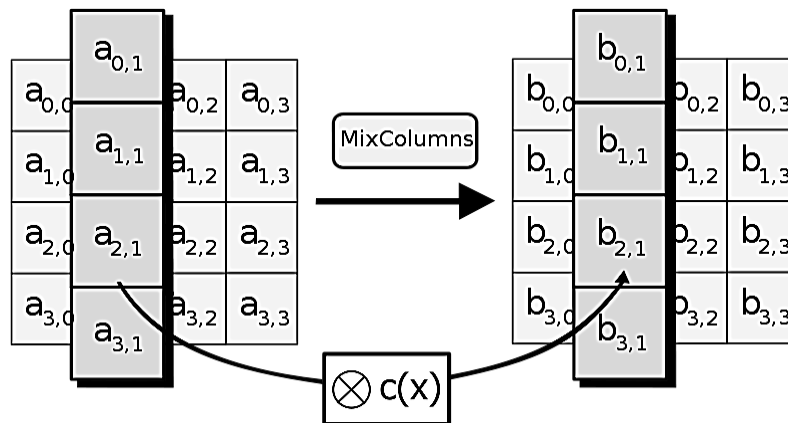 a0,1 b0,1
a0,0 a0,2 a0,3 b0,0 b0,2 b0,3
MixColumns
a1,1 b1,1
a1,0 a1,2 a1,3 b1,0 b1,2 b1,3
a2,1 b2,1
a2,0 a2,2 a2,3 b2,0 b2,2 b2,3
a3,0 a3,2 a3,3 b3,0 b3,2 b3,3
a3,1 b3,1
⊗ c(x)